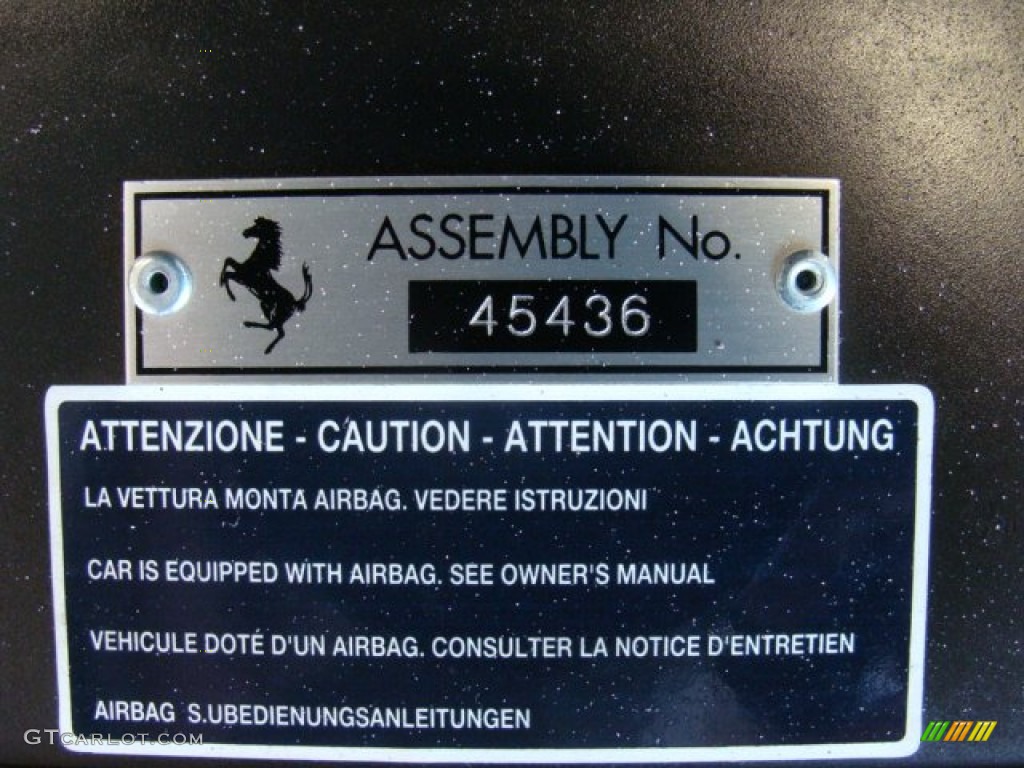 ASSEMBLY No.
45436
ATTENZIONE - CAUTION - ATTENTION - ACHTUNG
LA VETTURA MONTA AIRBAG. VEDERE ISTRUZIONI
CAR IS EQUIPPED WITH AIRBAG. SEE OWNER'S MANUAL
VEHICULE DOTÉ D'UN AIRBAG. CONSULTER LA NOTICE D'ENTRETIEN
AIRBAG S.UBEDIENUNGSANLEITUNGEN
GTCARLOT.COM